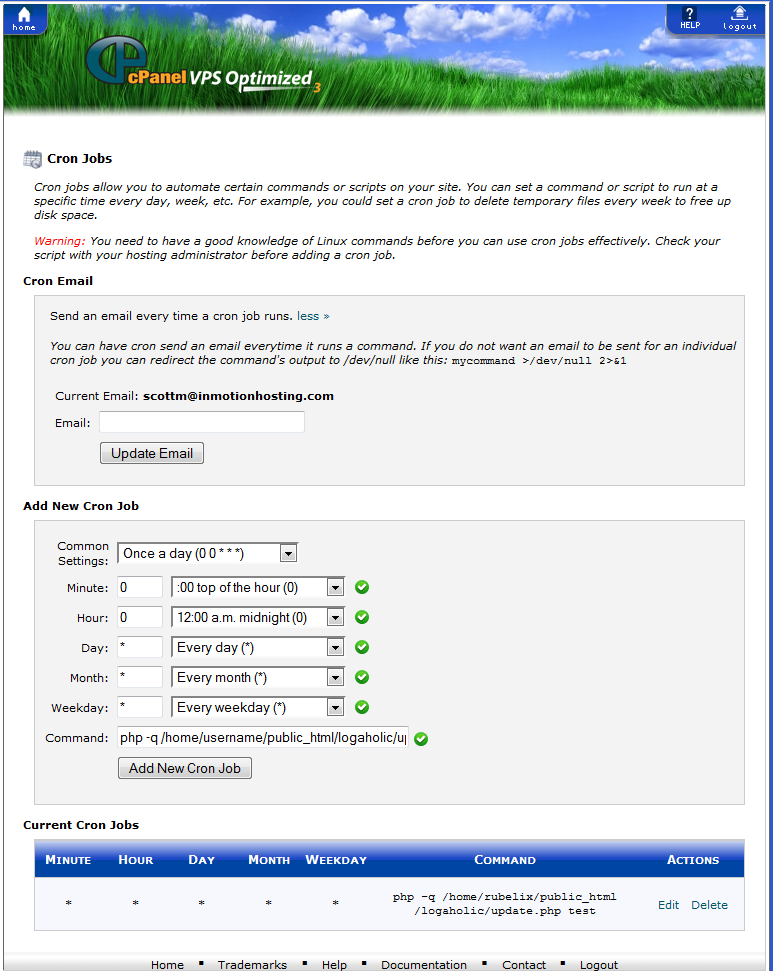 home
HELP
logout
cPanel VPS Optimized 3
Cron Jobs
Cron jobs allow you to automate certain commands or scripts on your site. You can set a command or script to run at a
specific time every day, week, etc. For example, you could set a cron job to delete temporary files every week to free up
disk space.
Warning: You need to have a good knowledge of Linux commands before you can use cron jobs effectively. Check your
script with your hosting administrator before adding a cron job.
Cron Email
Send an email every time a cron job runs. less »
You can have cron send an email everytime it runs a command. If you do not want an email to be sent for an individual
cron job you can redirect the command's output to /dev/null like this: mycommand >/dev/null 2>&1
Current Email: scottm@inmotionhosting.com
Email:
Update Email
Add New Cron Job
Common
Settings:
Once a day (0 0 * * *)
Minute: 0 :00 top of the hour (0)
Hour: 0 12:00 a.m. midnight (0)
Day: * Every day (*)
Month: * Every month (*)
Weekday: * Every weekday (*)
Command: php -q /home/username/public_html/logaholic/up
Add New Cron Job
Current Cron Jobs
MINUTE HOUR DAY MONTH WEEKDAY COMMAND ACTIONS
* * * * * php -q /home/rubelix/public_html
/logaholic/update.php test
Edit Delete
Home ▪ Trademarks ▪ Help ▪ Documentation ▪ Contact ▪ Logout